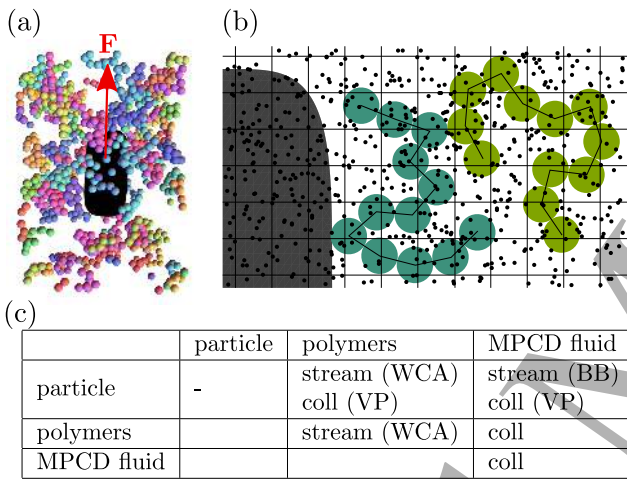 (a)
F
(b)
(c)
particle polymers MPCD fluid
particle - stream (WCA) stream (BB)
coll (VP) coll (VP)
polymers stream (WCA) coll
MPCD fluid coll